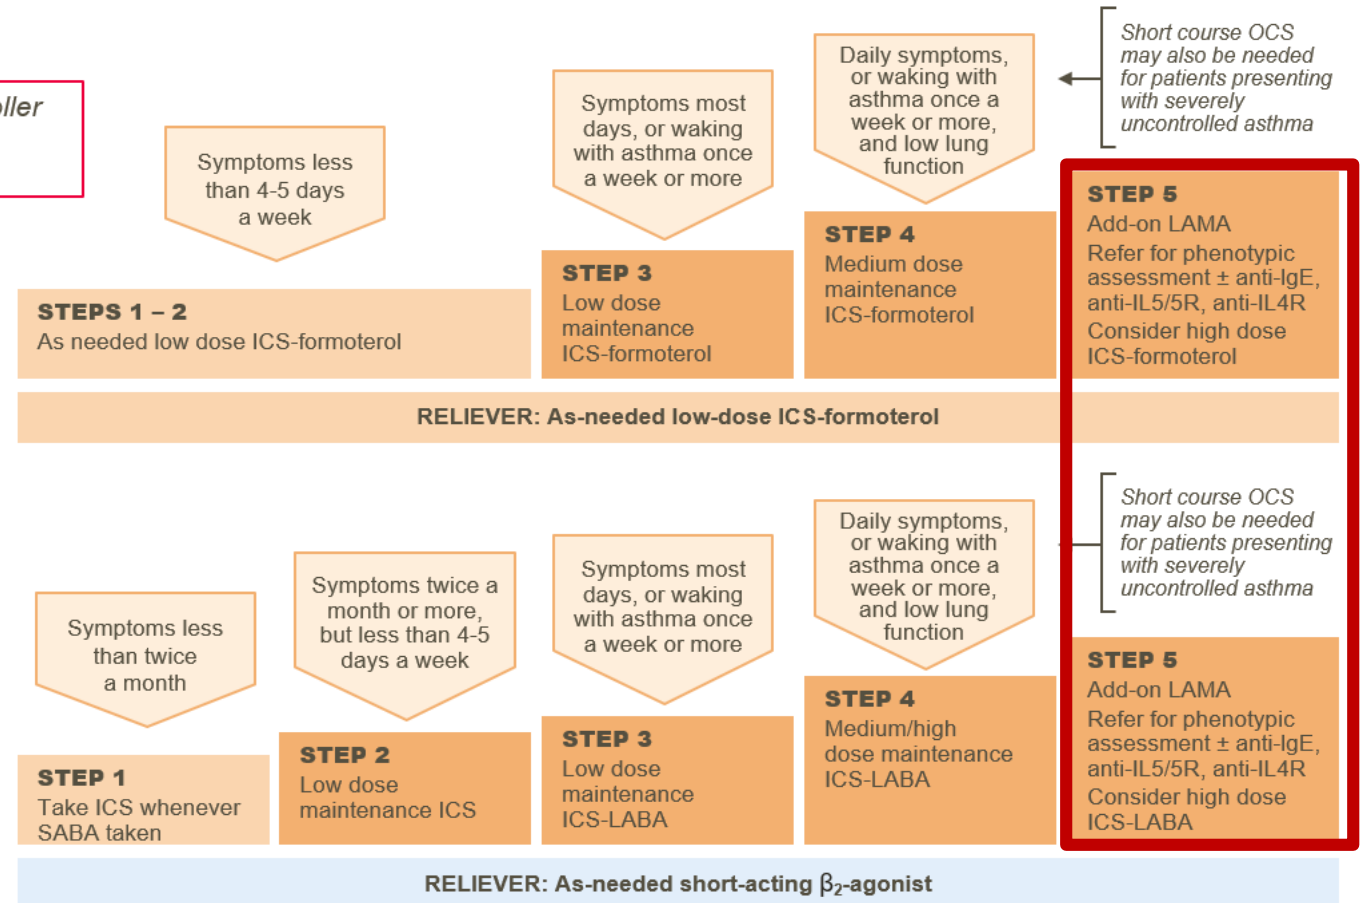 oller
Symptoms less
than 4-5 days
a week
Symptoms most
days, or waking
with asthma once
a week or more
Daily symptoms,
or waking with
asthma once a
week or more,
and low lung
function
Short course OCS
may also be needed
for patients presenting
with severely
uncontrolled asthma
STEPS 1 – 2
As needed low dose ICS-formoterol
STEP 3
Low dose
maintenance
ICS-formoterol
STEP 4
Medium dose
maintenance
ICS-formoterol
STEP 5
Add-on LAMA
Refer for phenotypic
assessment ± anti-IgE,
anti-IL5/5R, anti-IL4R
Consider high dose
ICS-formoterol
RELIEVER: As-needed low-dose ICS-formoterol
Symptoms less
than twice
a month
Symptoms twice a
month or more,
but less than 4-5
days a week
Symptoms most
days, or waking
with asthma once
a week or more
Daily symptoms,
or waking with
asthma once a
week or more,
and low lung
function
Short course OCS
may also be needed
for patients presenting
with severely
uncontrolled asthma
STEP 1
Take ICS whenever
SABA taken
STEP 2
Low dose
maintenance ICS
STEP 3
Low dose
maintenance
ICS-LABA
STEP 4
Medium/high
dose maintenance
ICS-LABA
STEP 5
Add-on LAMA
Refer for phenotypic
assessment ± anti-IgE,
anti-IL5/5R, anti-IL4R
Consider high dose
ICS-LABA
RELIEVER: As-needed short-acting β₂-agonist